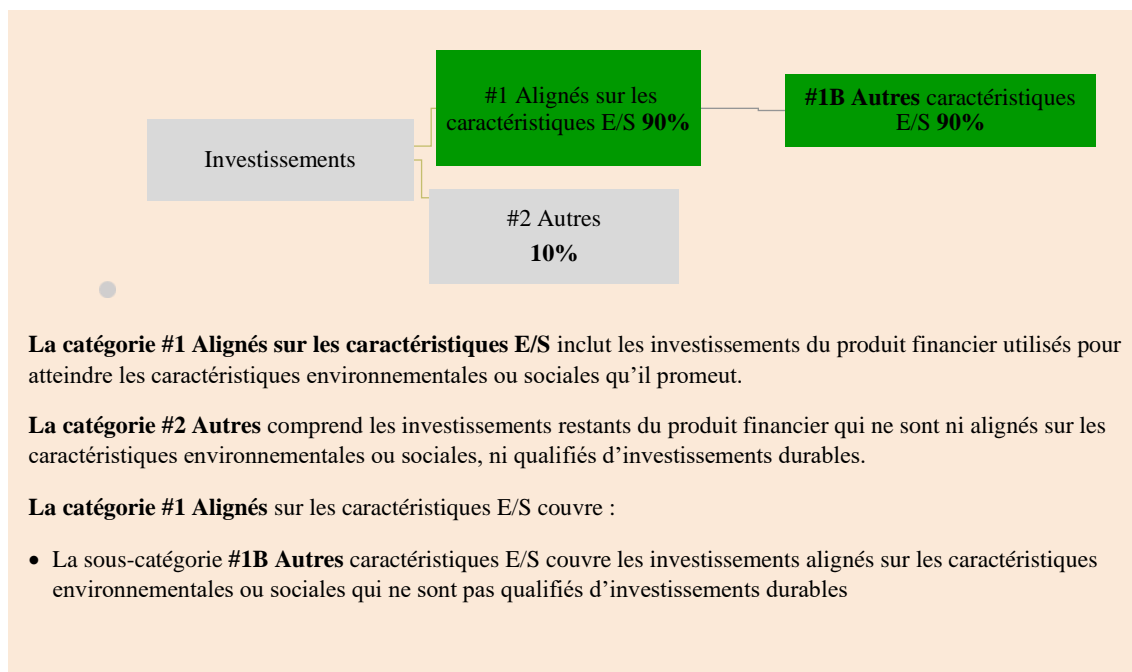 #1 Alignés sur les
caractéristiques E/S 90%
#1B Autres caractéristiques
E/S 90%
Investissements
#2 Autres
10%
La catégorie #1 Alignés sur les caractéristiques E/S inclut les investissements du produit financier utilisés pour
atteindre les caractéristiques environnementales ou sociales qu’il promeut.
La catégorie #2 Autres comprend les investissements restants du produit financier qui ne sont ni alignés sur les
caractéristiques environnementales ou sociales, ni qualifiés d’investissements durables.
La catégorie #1 Alignés sur les caractéristiques E/S couvre :
• La sous-catégorie #1B Autres caractéristiques E/S couvre les investissements alignés sur les caractéristiques
environnementales ou sociales qui ne sont pas qualifiés d’investissements durables